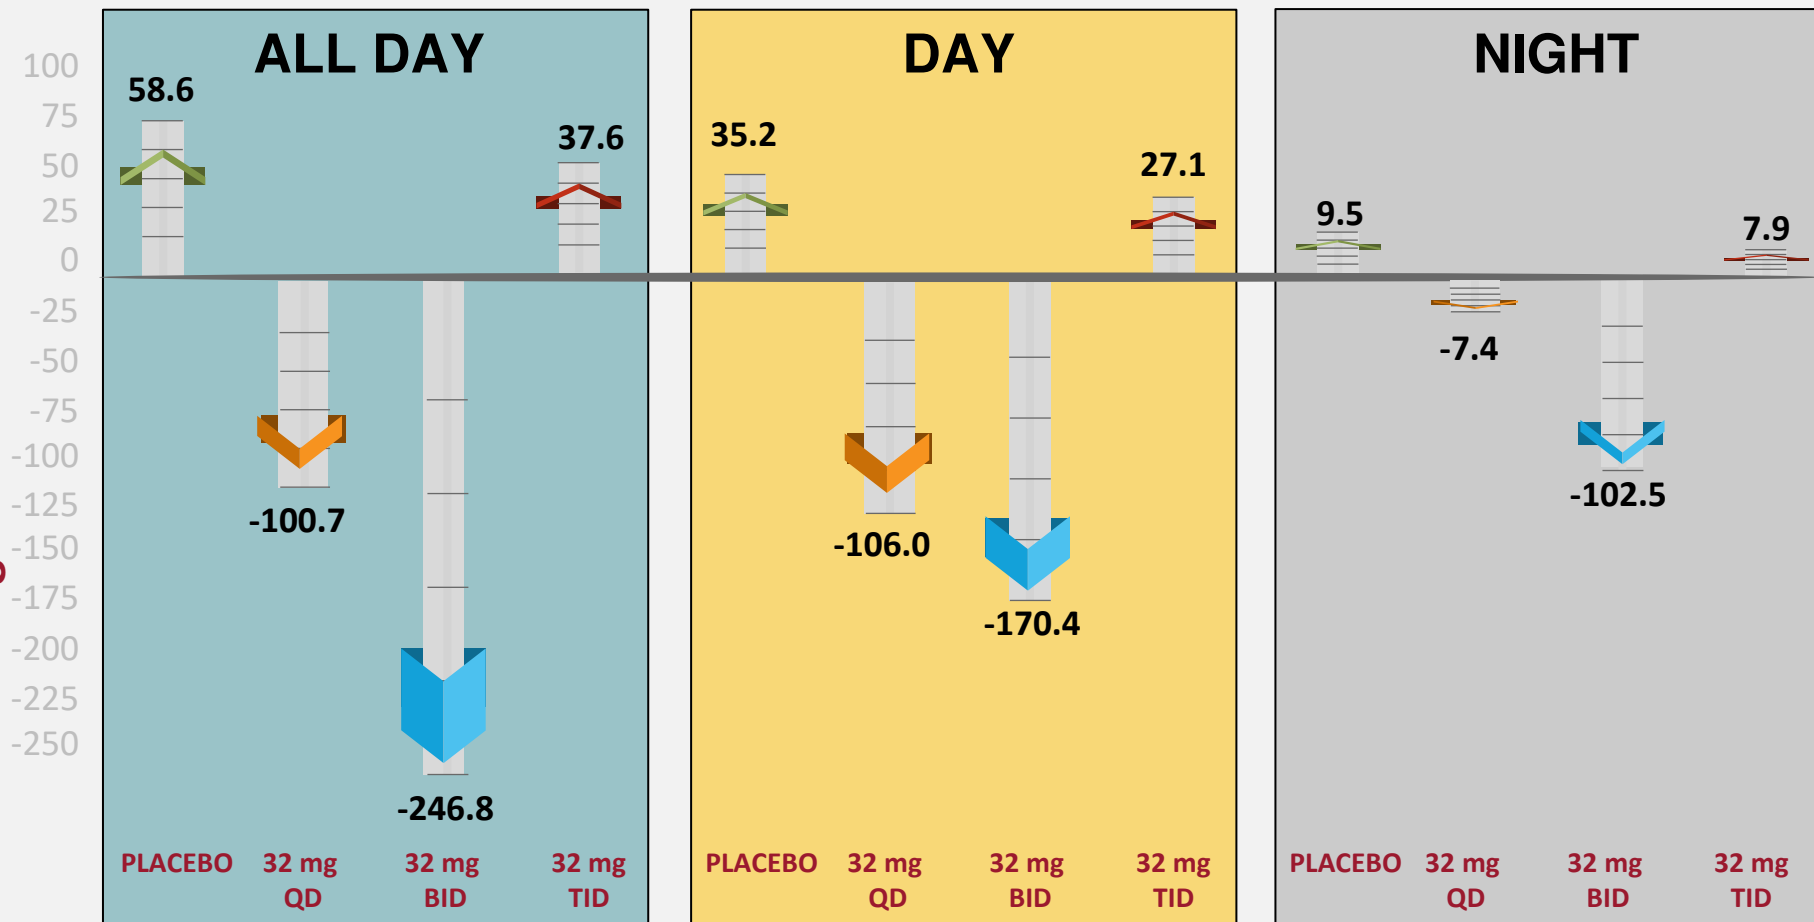 ALL DAY
DAY
NIGHT
100
75
50
25
0
-25
-50
-75
-100
-125
-150
-175
-200
-225
-250
58.6
-100.7
-246.8
37.6
35.2
-106.0
-170.4
27.1
9.5
-7.4
-102.5
7.9
PLACEBO
32 mg
QD
32 mg
BID
32 mg
TID
PLACEBO
32 mg
QD
32 mg
BID
32 mg
TID
PLACEBO
32 mg
QD
32 mg
BID
32 mg
TID